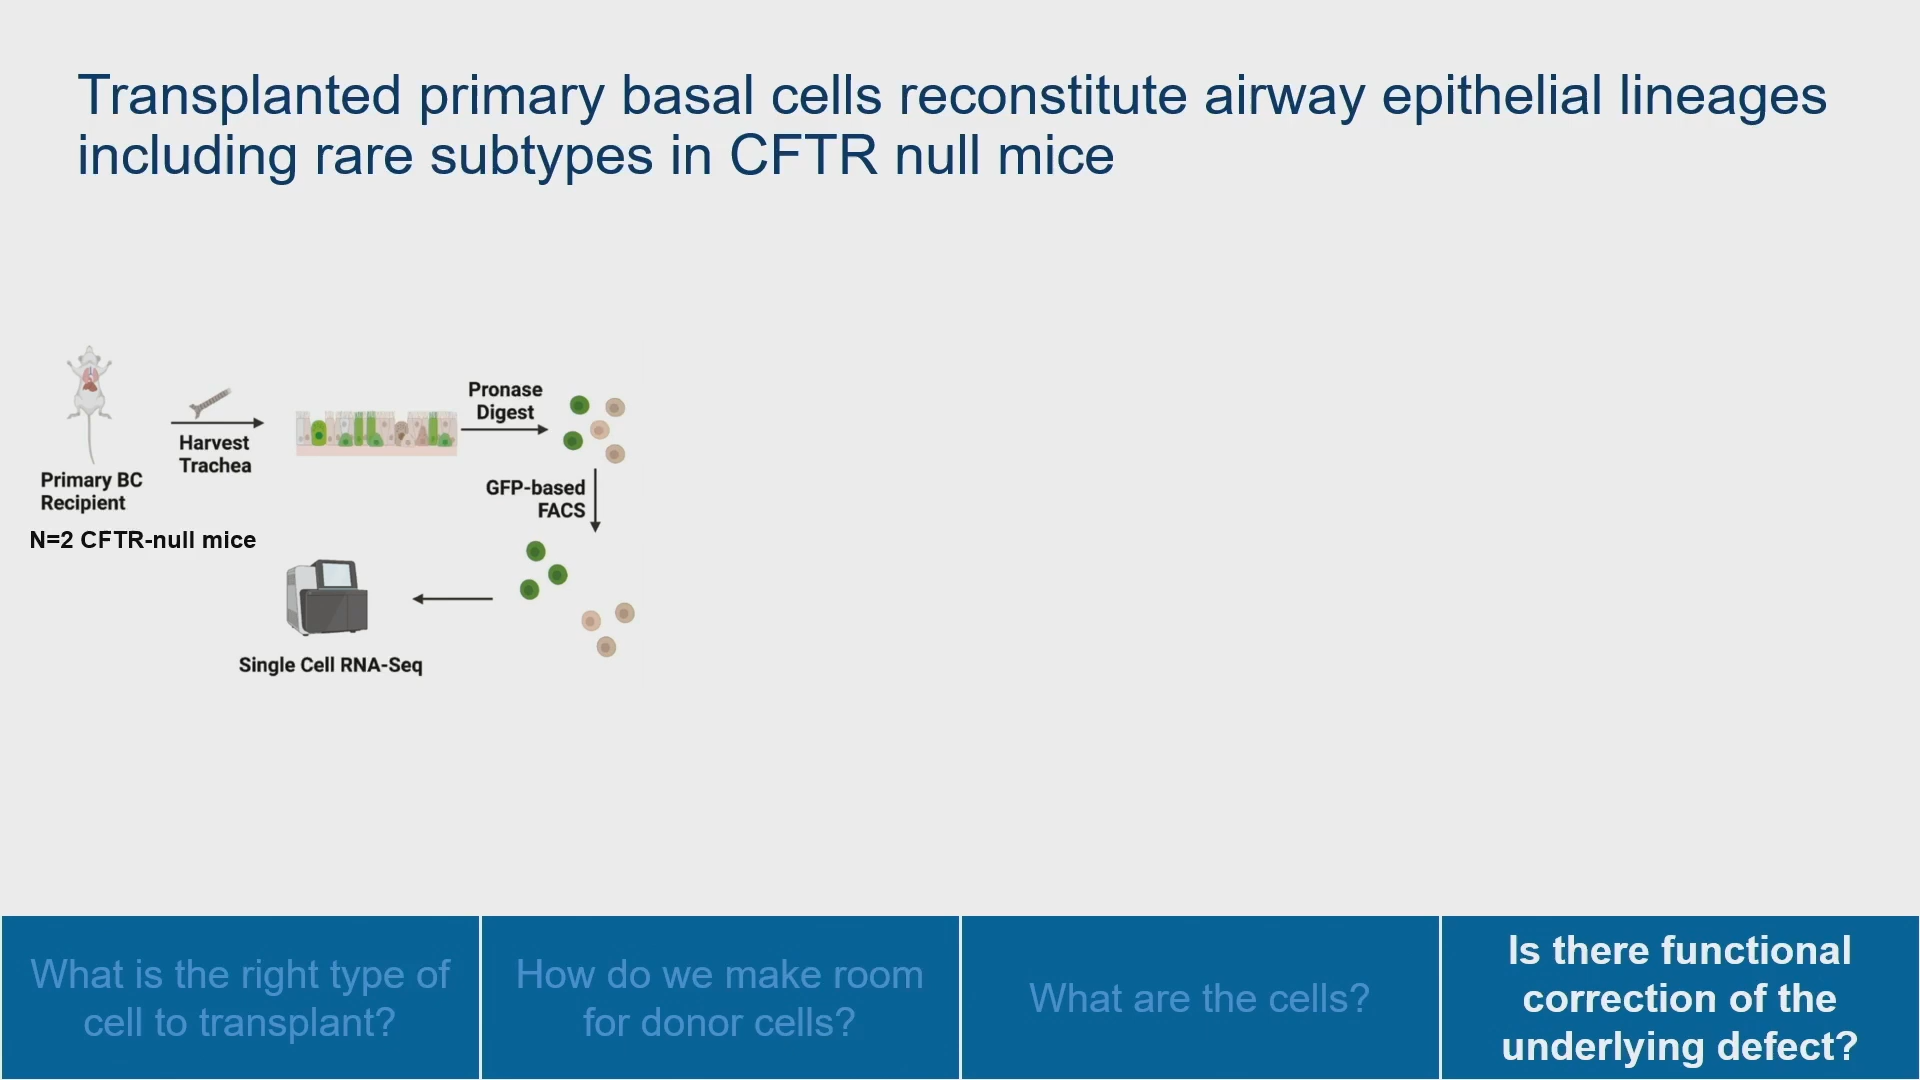 Transplanted primary basal cells reconstitute airway epithelial lineages
including rare subtypes in CFTR null mice
Primary BC
Recipient
N=2 CFTR-null mice
Harvest
Trachea
Pronase
Digest
GFP-based
FACS
Single Cell RNA-Seq
What is the right type of
cell to transplant?
How do we make room
for donor cells?
What are the cells?
Is there functional
correction of the
underlying defect?